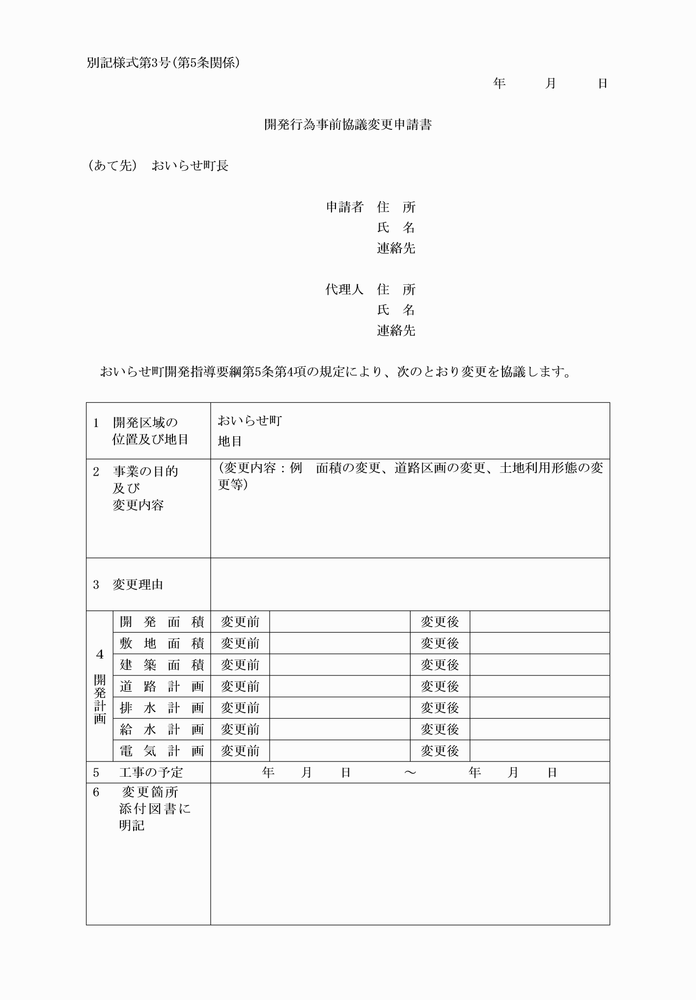 別記様式第3号(第5条関係)
年　　　月　　　日
開発行為事前協議変更申請書
(あて先)　おいらせ町長
申請者　住　所
氏　名
連絡先
代理人　住　所
氏　名
連絡先
おいらせ町開発指導要綱第5条第4項の規定により、次のとおり変更を協議します。
1　開発区域の
位置及び地目
おいらせ町
地目
2　事業の目的
及び
変更内容
(変更内容：例　面積の変更、道路区画の変更、土地利用形態の変
更等)
3　変更理由
4　開発計画
開発面積　変更前　変更後
敷地面積　変更前　変更後
建築面積　変更前　変更後
道路計画　変更前　変更後
排水計画　変更前　変更後
給水計画　変更前　変更後
電気計画　変更前　変更後
5　工事の予定　年　月　日　～　年　月　日
6　変更箇所
添付図書に
明記